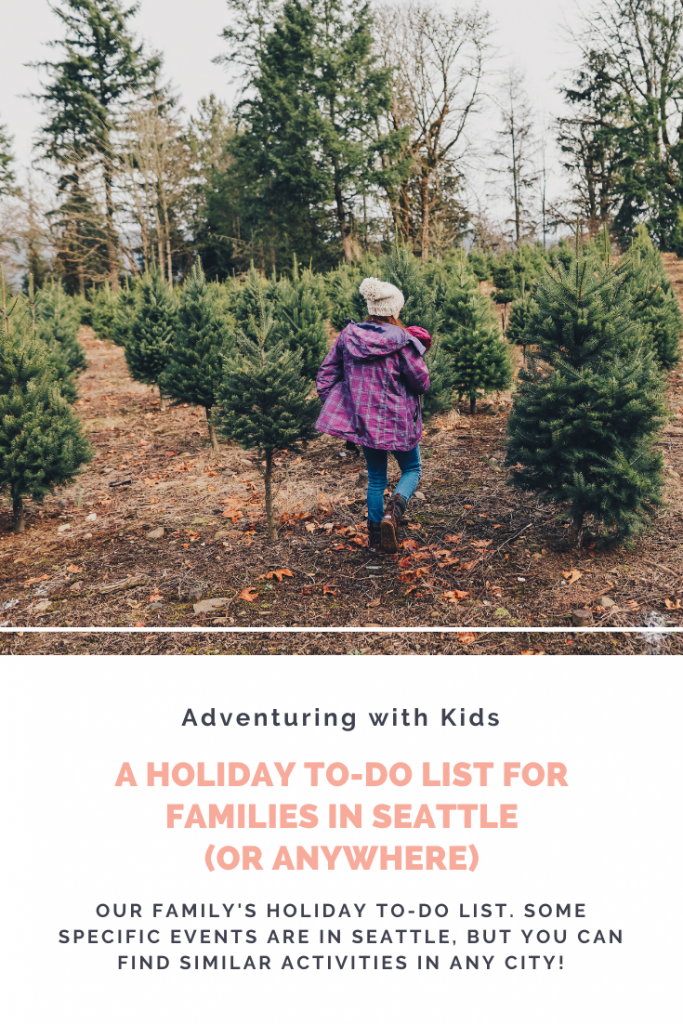 Adventuring with Kids
A HOLIDAY TO-DO LIST FOR
FAMILIES IN SEATTLE
(OR ANYWHERE)
OUR FAMILY'S HOLIDAY TO-DO LIST. SOME
SPECIFIC EVENTS ARE IN SEATTLE, BUT YOU CAN
FIND SIMILAR ACTIVITIES IN ANY CITY!